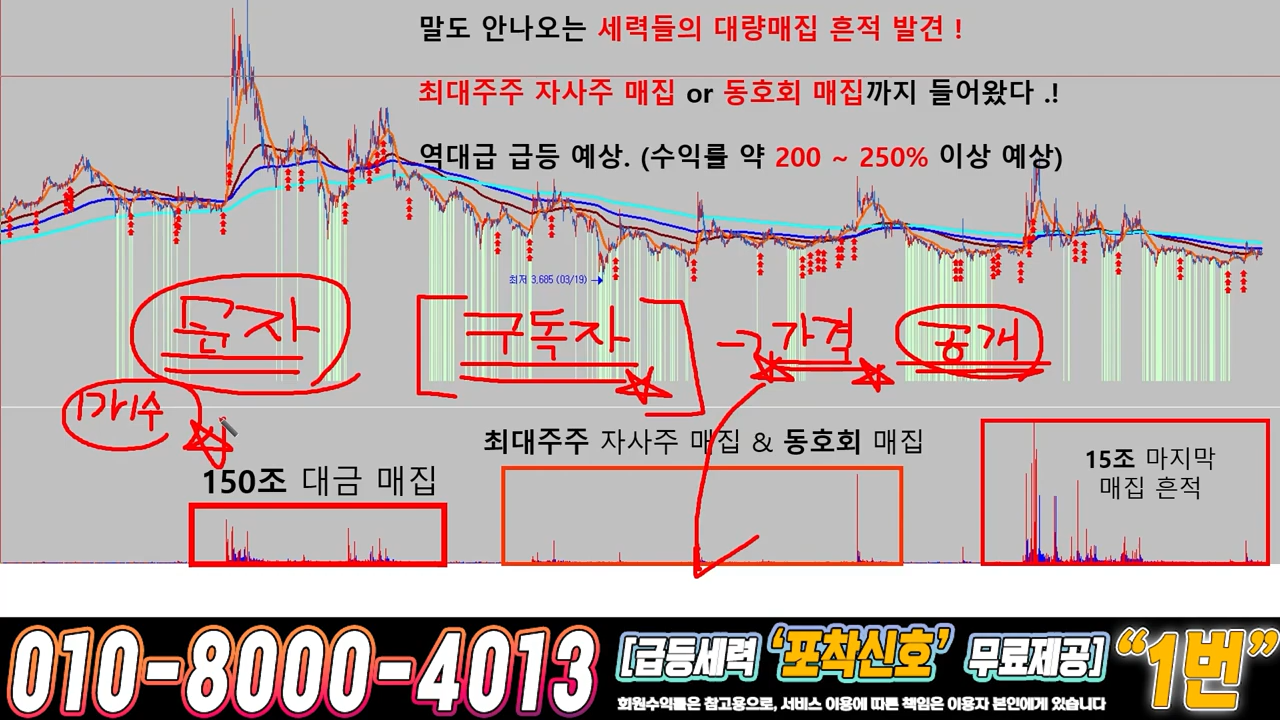 말도 안나오는 세력들의 대량매집 흔적 발견 !
최대주주 자사주 매집 or 동호회 매집까지 들어왔다 .!
역대급 급등 예상. (수익률 약 200 ~ 250% 이상 예상)
최저 3,685 (03/19)
문자
구독자
가격
공개
최대주주 자사주 매집 & 동호회 매집
150조 대금 매집
15조 마지막
매집 흔적
010-8000-4013
[급등세력 ‘포착신호’ 무료제공] “1번”
회원수익률은 참고용으로, 서비스 이용에 따른 책임은 이용자 본인에게 있습니다